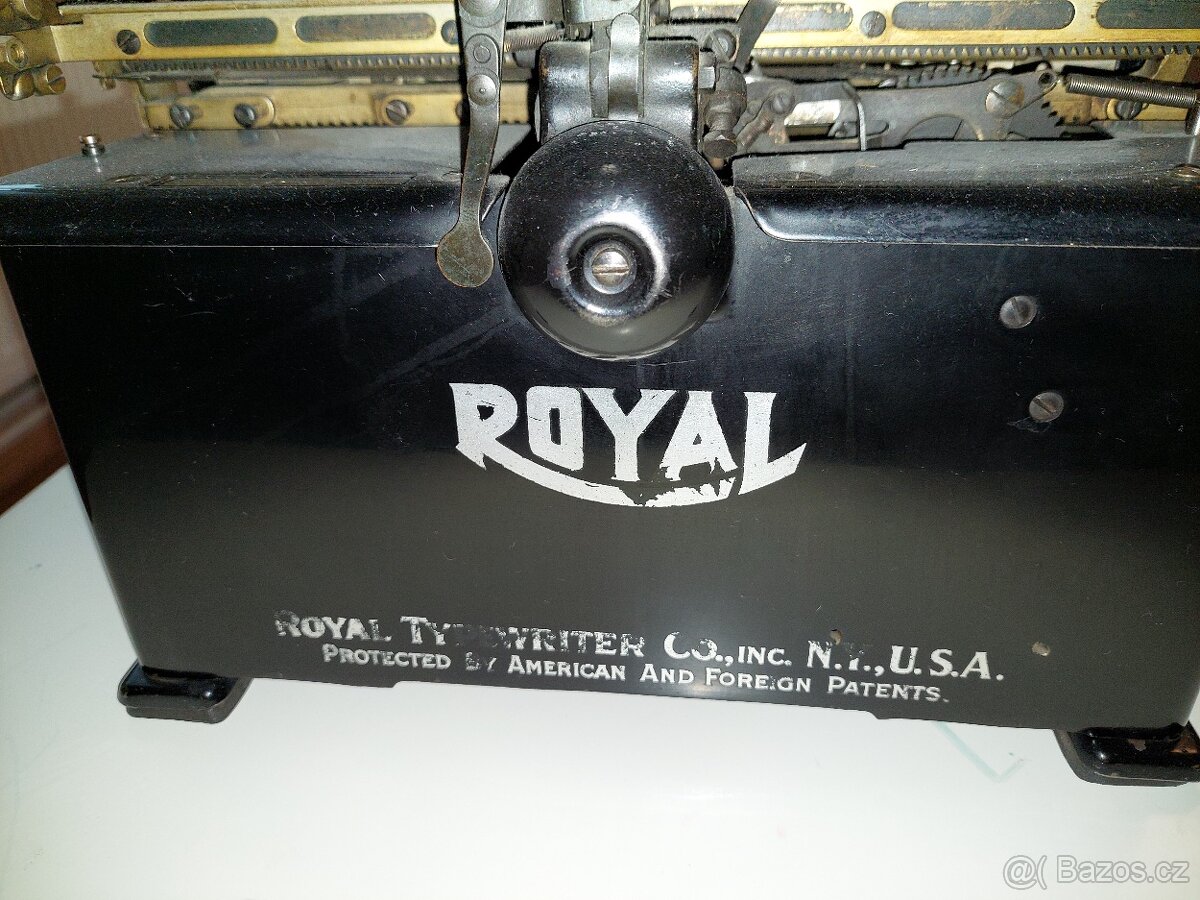 ROYAL
ROYAL TYPEWRITER CO., INC. N.Y., U.S.A.
PROTECTED BY AMERICAN AND FOREIGN PATENTS.
@( Bazos.cz